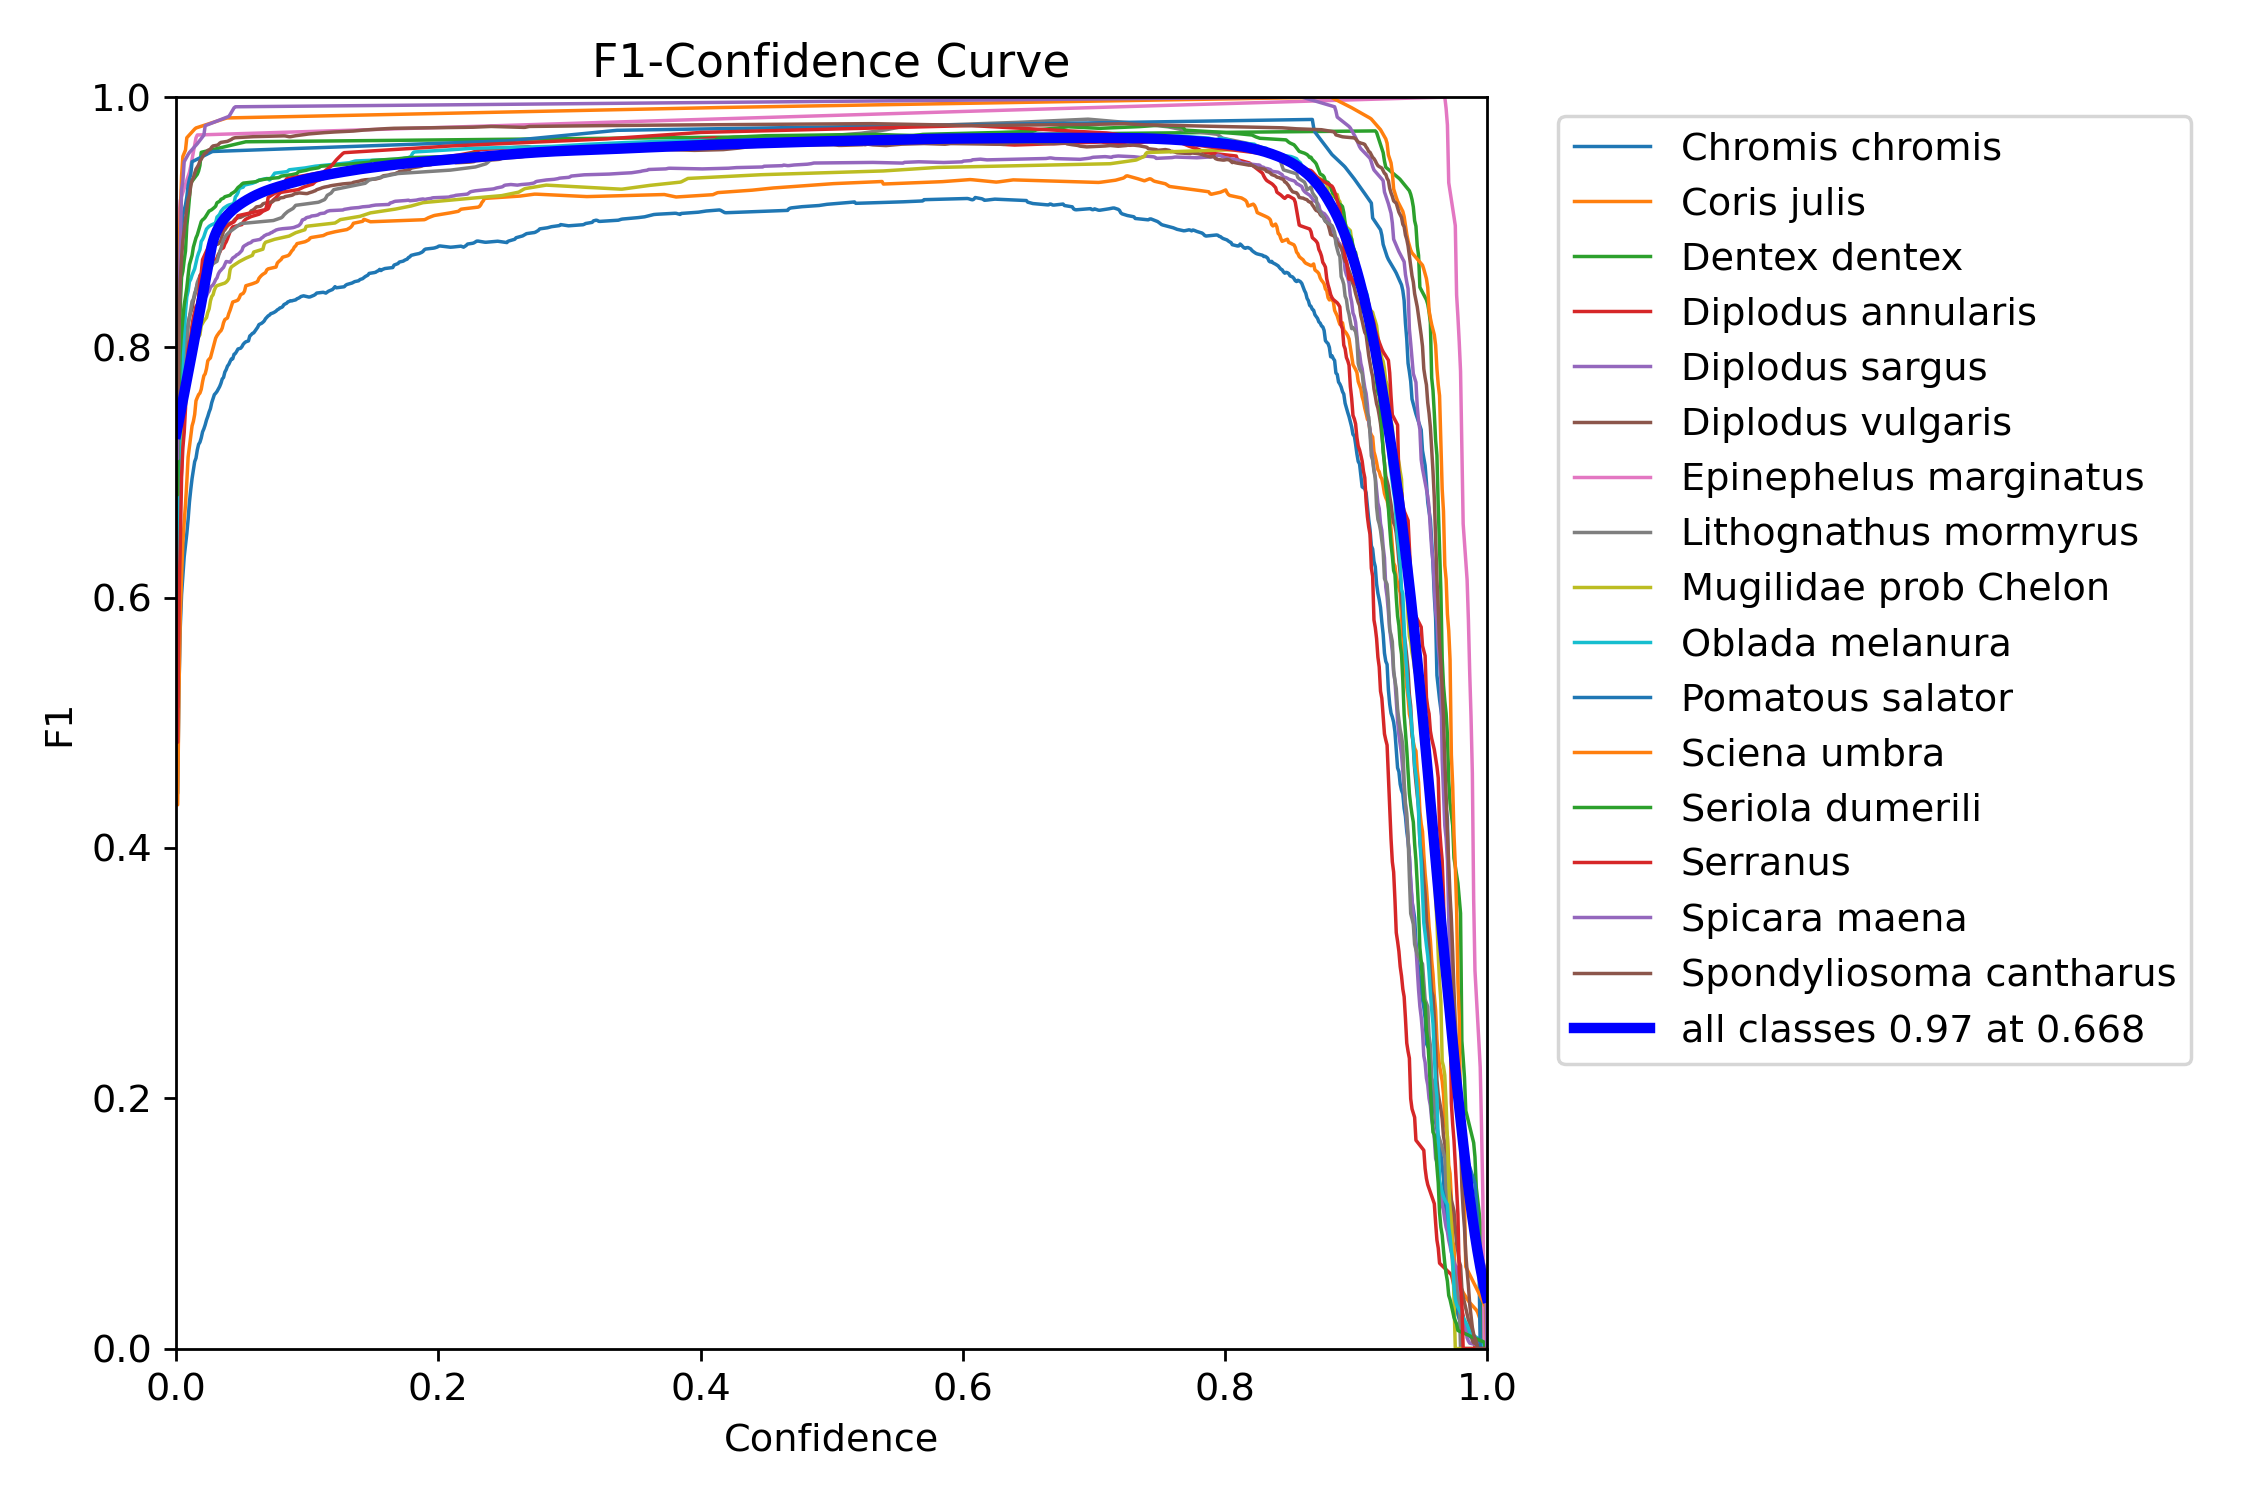 F1-Confidence Curve
1.0
0.8
0.6
0.4
0.2
0.0
F1
0.0 0.2 0.4 0.6 0.8 1.0
Confidence
Chromis chromis
Coris julis
Dentex dentex
Diplodus annularis
Diplodus sargus
Diplodus vulgaris
Epinephelus marginatus
Lithognathus mormyrus
Mugilidae prob Chelon
Oblada melanura
Pomatous salator
Sciena umbra
Seriola dumerili
Serranus
Spicara maena
Spondyliosoma cantharus
all classes 0.97 at 0.668